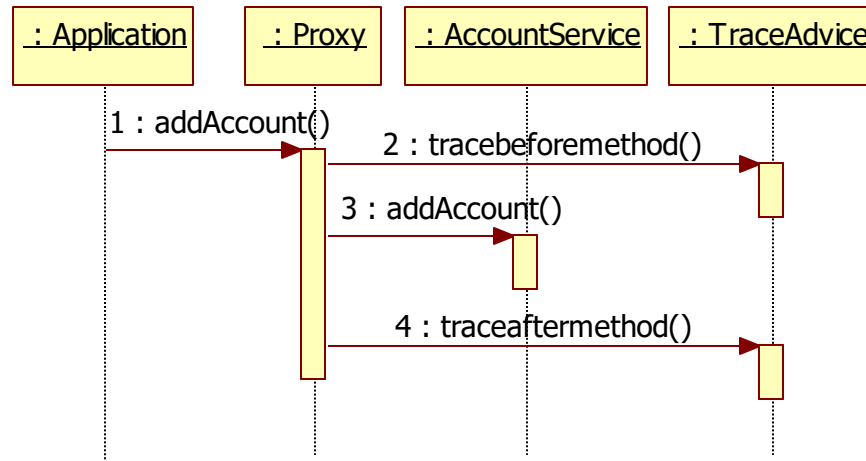 : Application
: Proxy
: AccountService
: TraceAdvice
1 : addAccount()
2 : tracebeforemethod()
3 : addAccount()
4 : traceaftermethod()